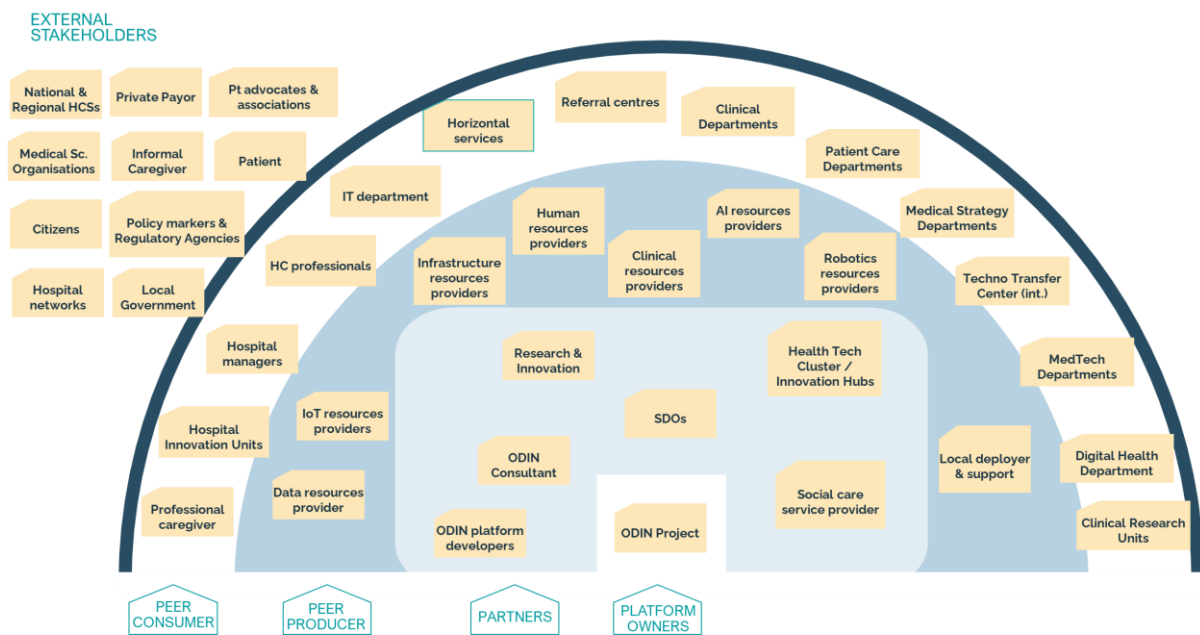 EXTERNAL
STAKEHOLDERS
National &
Regional HCSs
Private Payor
Pt advocates &
associations
Medical Sc.
Organisations
Informal
Caregiver
Patient
Citizens
Policy markers &
Regulatory Agencies
Hospital
networks
Local
Government
Horizontal
services
Referral centres
Clinical
Departments
Patient Care
Departments
IT department
Medical Strategy
Departments
HC professionals
Techno Transfer
Center (int.)
Hospital
managers
MedTech
Departments
Hospital
Innovation Units
Digital Health
Department
Professional
caregiver
Clinical Research
Units
Infrastructure
resources
providers
Human
resources
providers
Clinical
resources
providers
AI resources
providers
Robotics
resources
providers
IoT resources
providers
Data resources
provider
Local deployer
& support
Research &
Innovation
Health Tech
Cluster /
Innovation Hubs
SDOs
ODIN
Consultant
Social care
service provider
ODIN platform
developers
ODIN Project
PEER
CONSUMER
PEER
PRODUCER
PARTNERS
PLATFORM
OWNERS